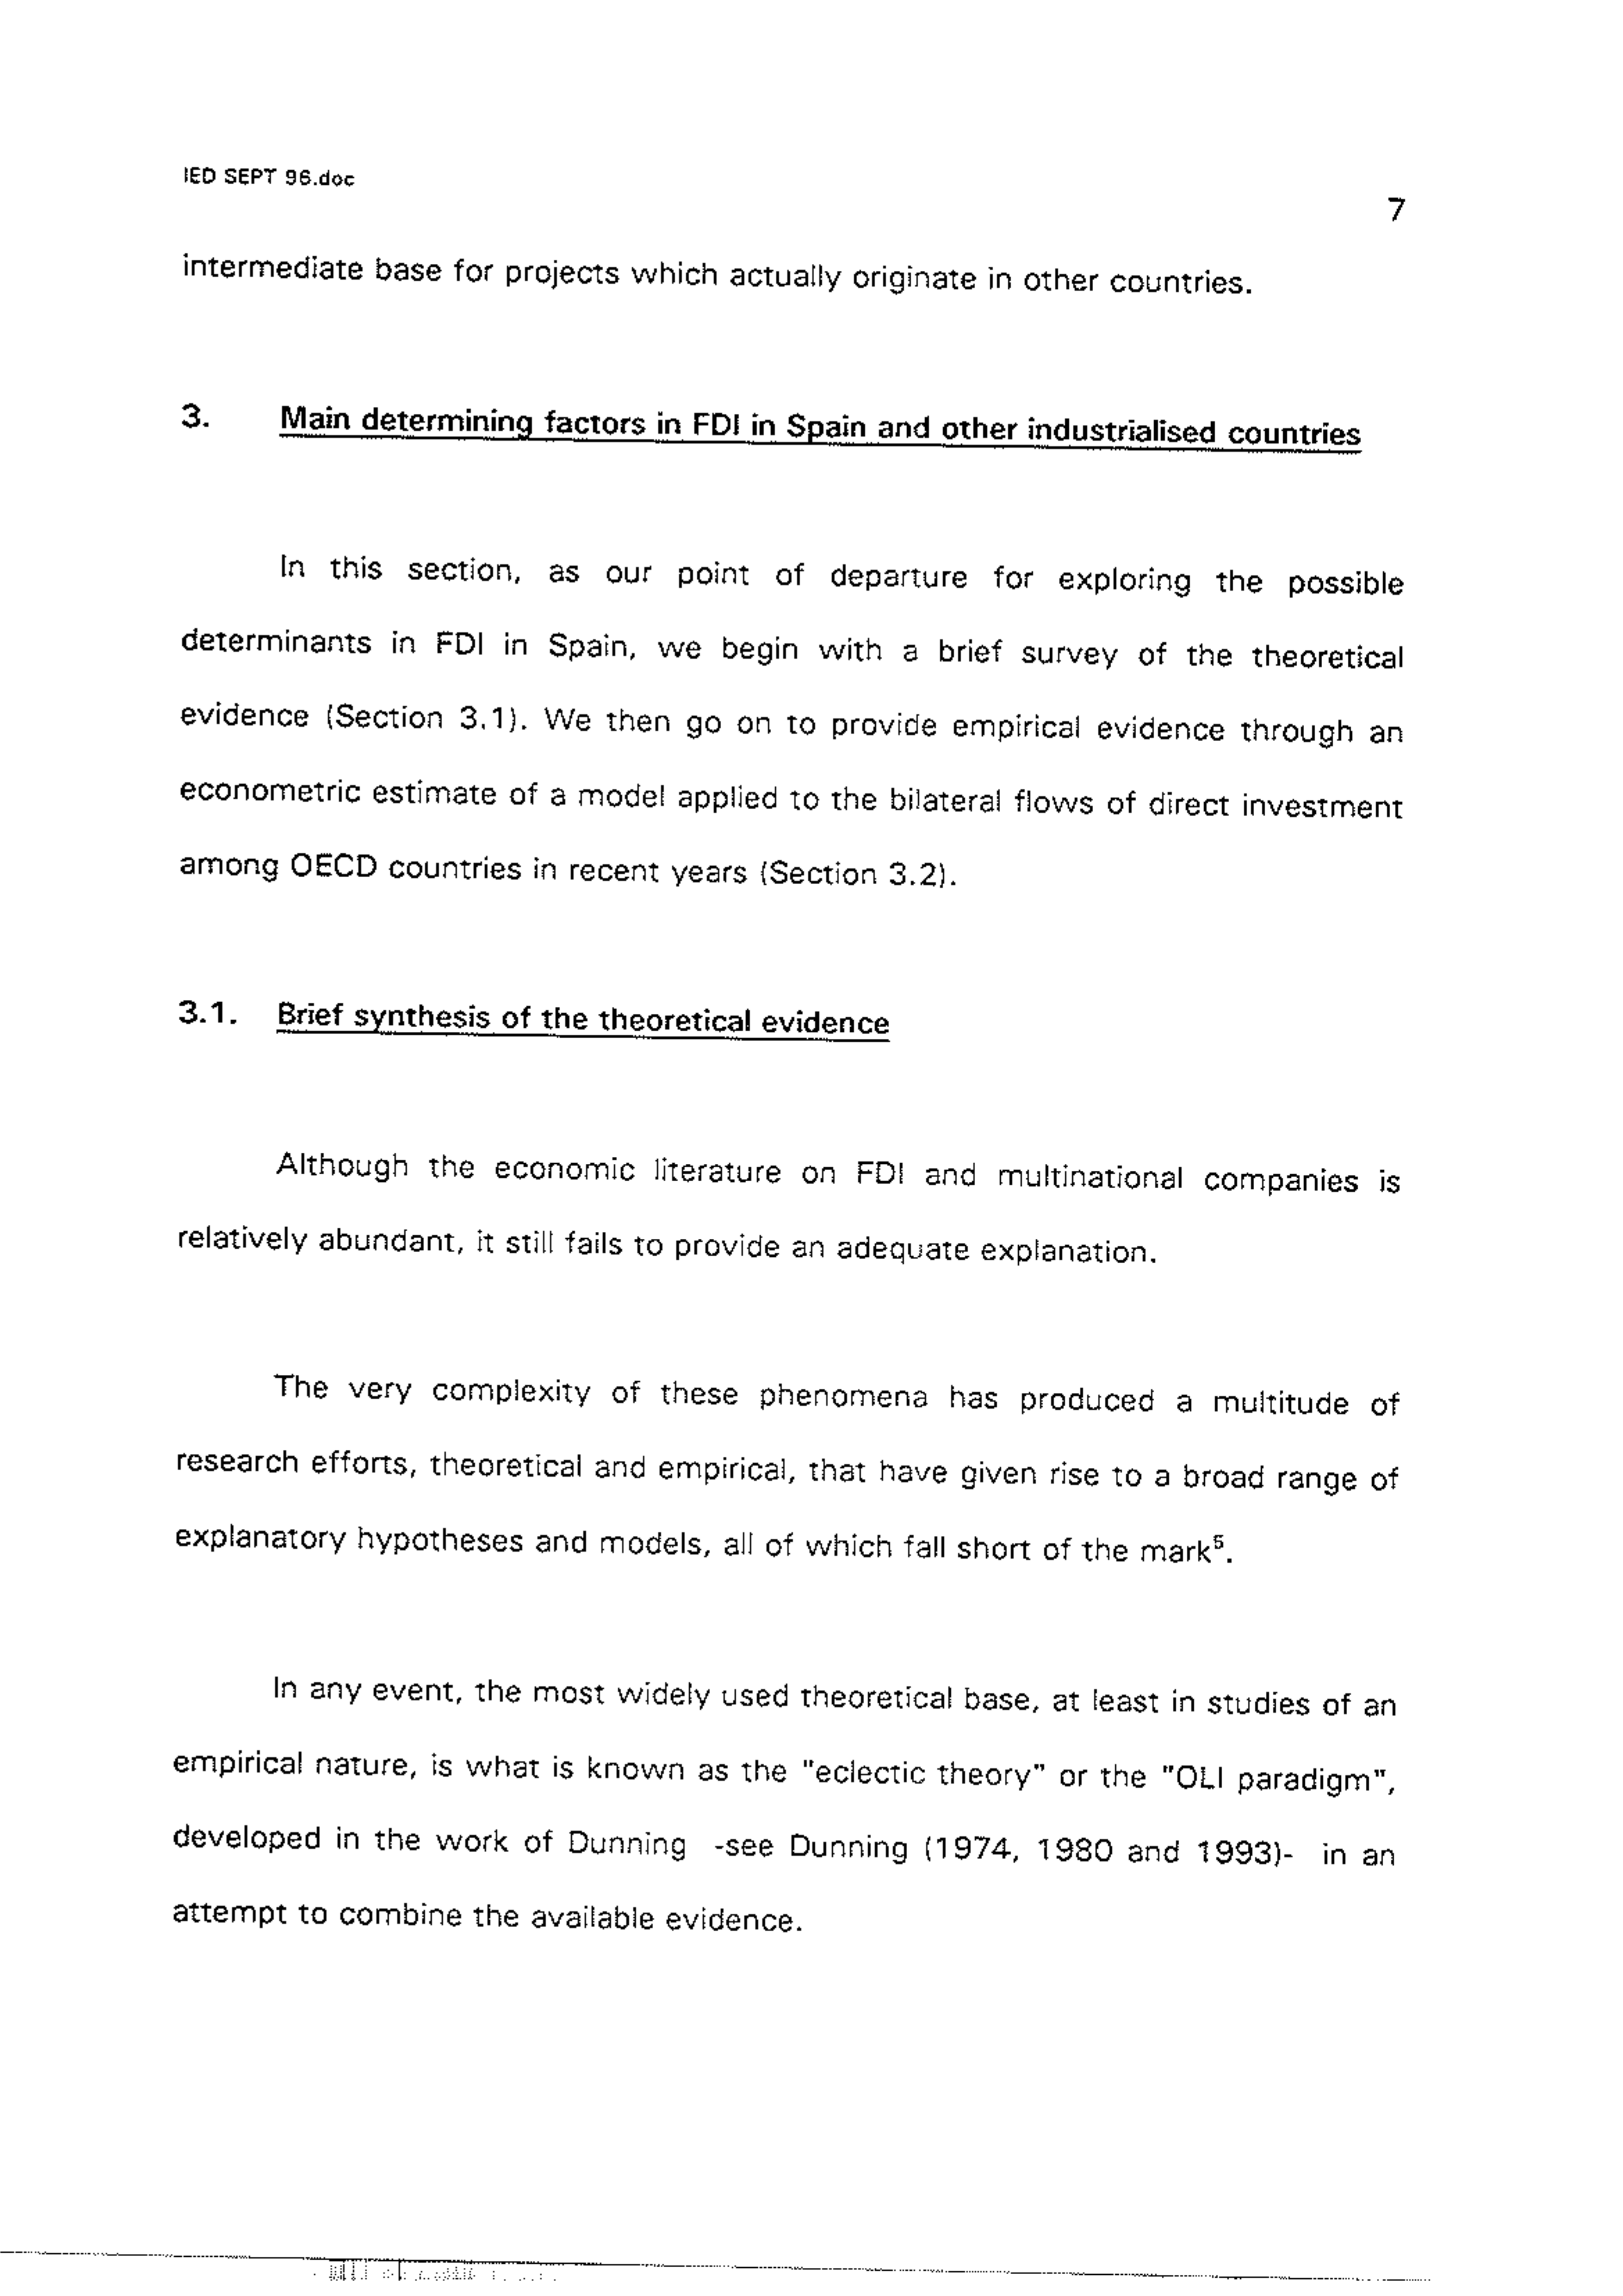 IED SEPT 96.doc
7
intermediate base for projects which actually originate in other countries.
3. Main determining factors in FDI in Spain and other industrialised countries
In this section, as our point of departure for exploring the possible
determinants in FDI in Spain, we begin with a brief survey of the theoretical
evidence (Section 3.1). We then go on to provide empirical evidence through an
econometric estimate of a model applied to the bilateral flows of direct investment
among OECD countries in recent years (Section 3.2).
3.1. Brief synthesis of the theoretical evidence
Although the economic literature on FDI and multinational companies is
relatively abundant, it still fails to provide an adequate explanation.
The very complexity of these phenomena has produced a multitude of
research efforts, theoretical and empirical, that have given rise to a broad range of
explanatory hypotheses and models, all of which fall short of the mark⁵.
In any event, the most widely used theoretical base, at least in studies of an
empirical nature, is what is known as the "eclectic theory" or the "OLI paradigm",
developed in the work of Dunning -see Dunning (1974, 1980 and 1993)- in an
attempt to combine the available evidence.